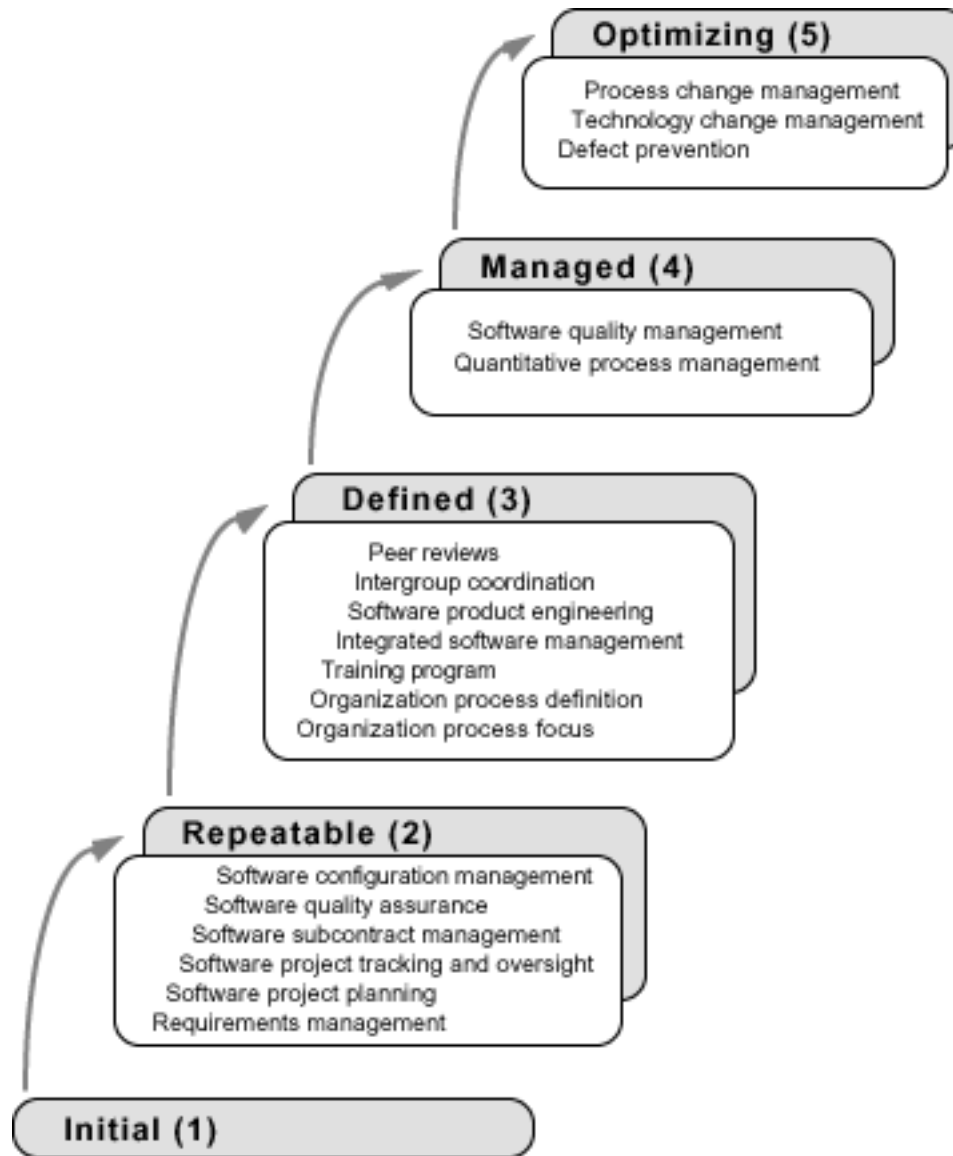 Optimizing (5)
Process change management
Technology change management
Defect prevention
Managed (4)
Software quality management
Quantitative process management
Defined (3)
Peer reviews
Intergroup coordination
Software product engineering
Integrated software management
Training program
Organization process definition
Organization process focus
Repeatable (2)
Software configuration management
Software quality assurance
Software subcontract management
Software project tracking and oversight
Software project planning
Requirements management
Initial (1)